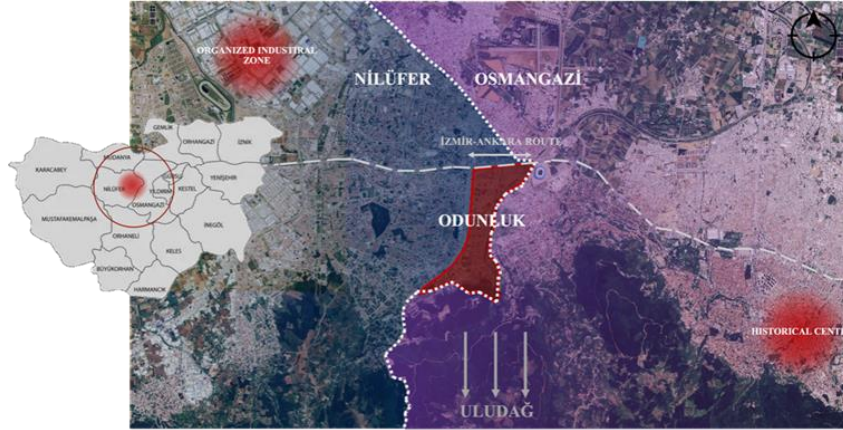 ORGANIZED INDUSTIRAL
ZONE
NİLÜFER
OSMANGAZİ
İZMİR-ANKARA ROUTE
ODUNLUK
HISTORICAL CENT
ULUDAĞ
GEMLİK
ORHANGAZİ
İZNİK
MUDANYA
KARACABEY
NİLÜFER
YILDIRIM
KESTEL
YENİŞEHİR
OSMANGAZİ
MUSTAFAKEMALPAŞA
İNEGÖL
ORHANELİ
KELES
BÜYÜKORHAN
HARMANCIK